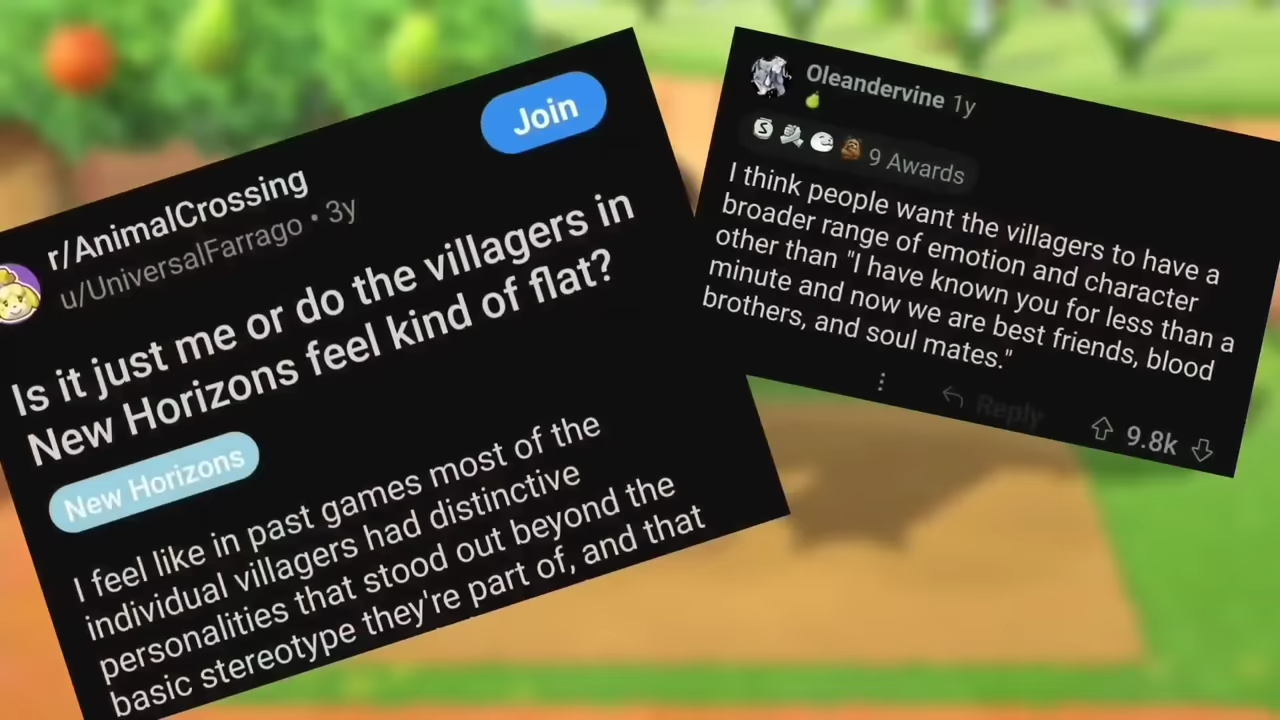 r/AnimalCrossing
u/UniversalFarrago • 3y
Join
Is it just me or do the villagers in
New Horizons feel kind of flat?
New Horizons
I feel like in past games most of the
individual villagers had distinctive
personalities that stood out beyond the
basic stereotype they're part of, and that
Oleandervine 1y
9 Awards
I think people want the villagers to have a
broader range of emotion and character
other than "I have known you for less than a
minute and now we are best friends, blood
brothers, and soul mates."
Reply
9.8k